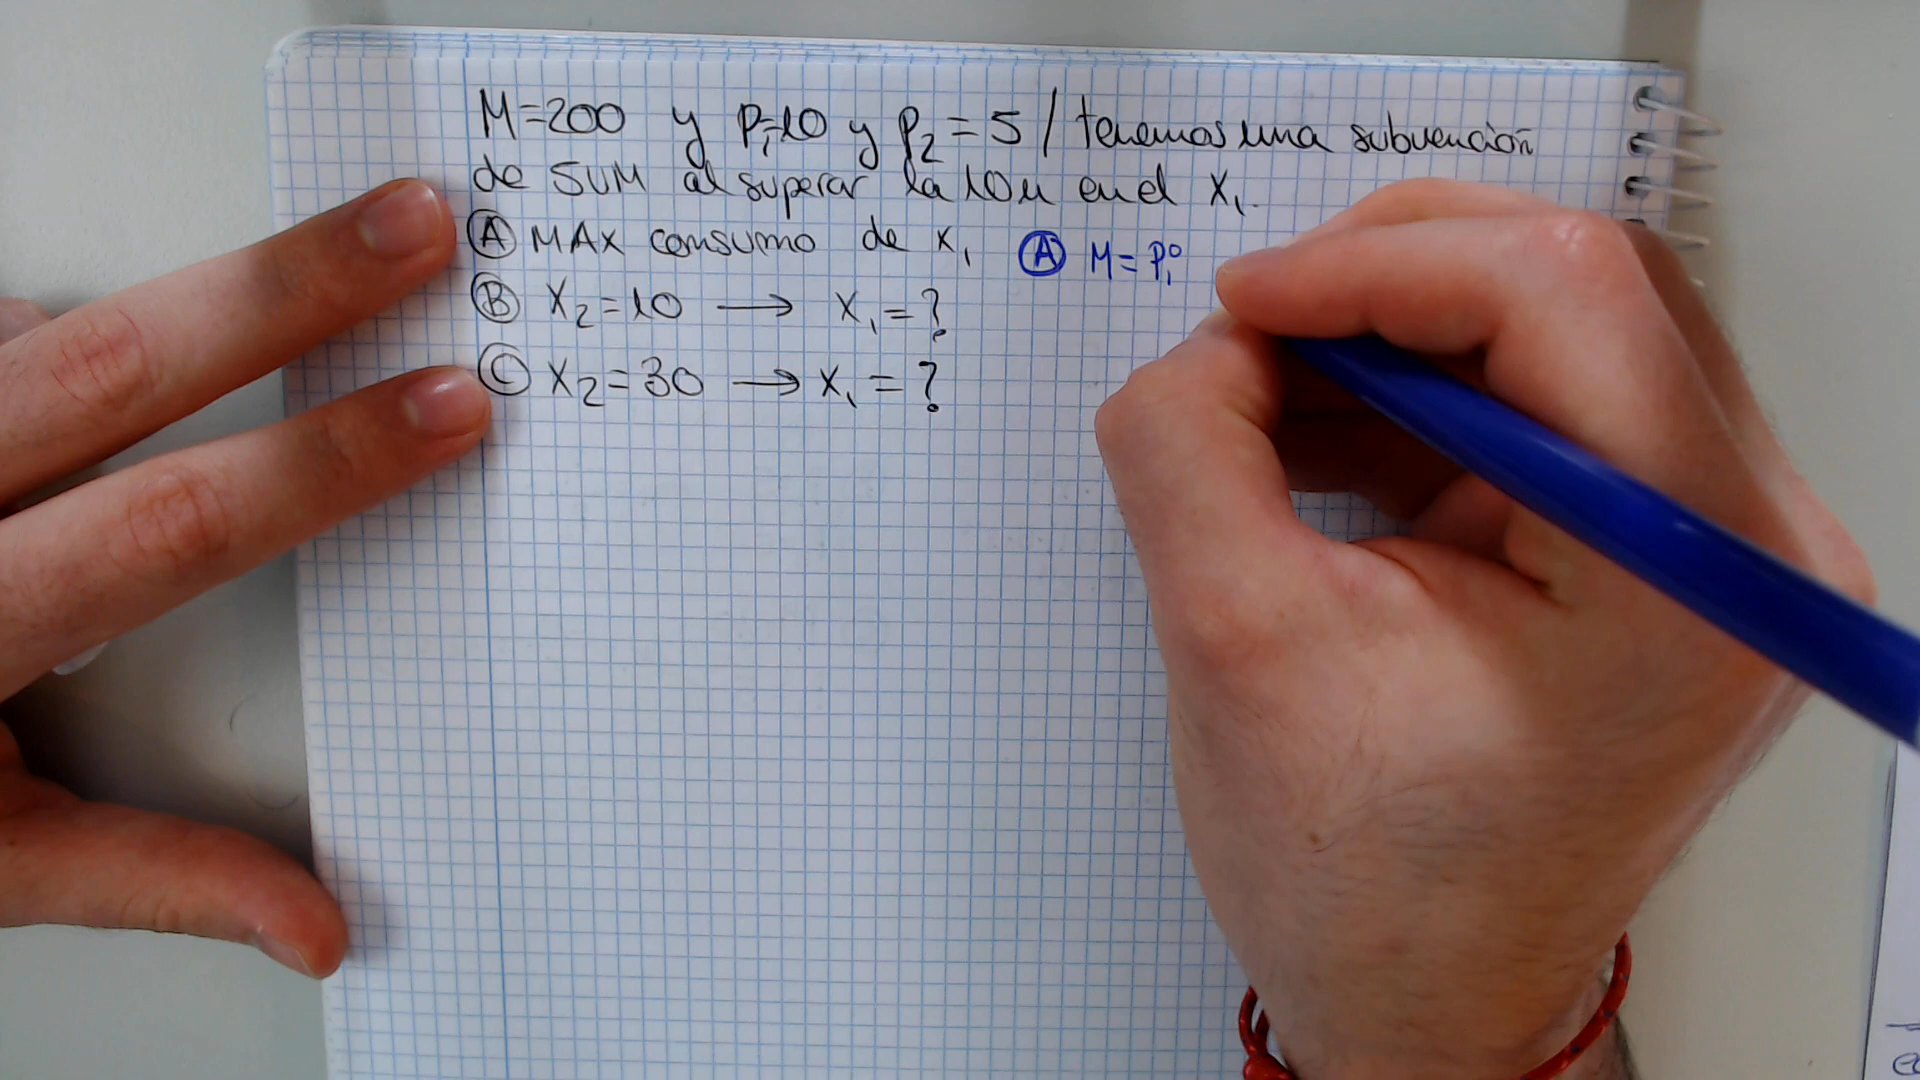 M=200 y P₁=10 y P₂=5 / tenemos una subvención
de 5UM al superar la 10u en el X₁.
Ⓐ MAX consumo de x₁ Ⓐ M=P₁⁰
Ⓑ X₂=10 → X₁=?
Ⓒ X₂=30 → X₁=?